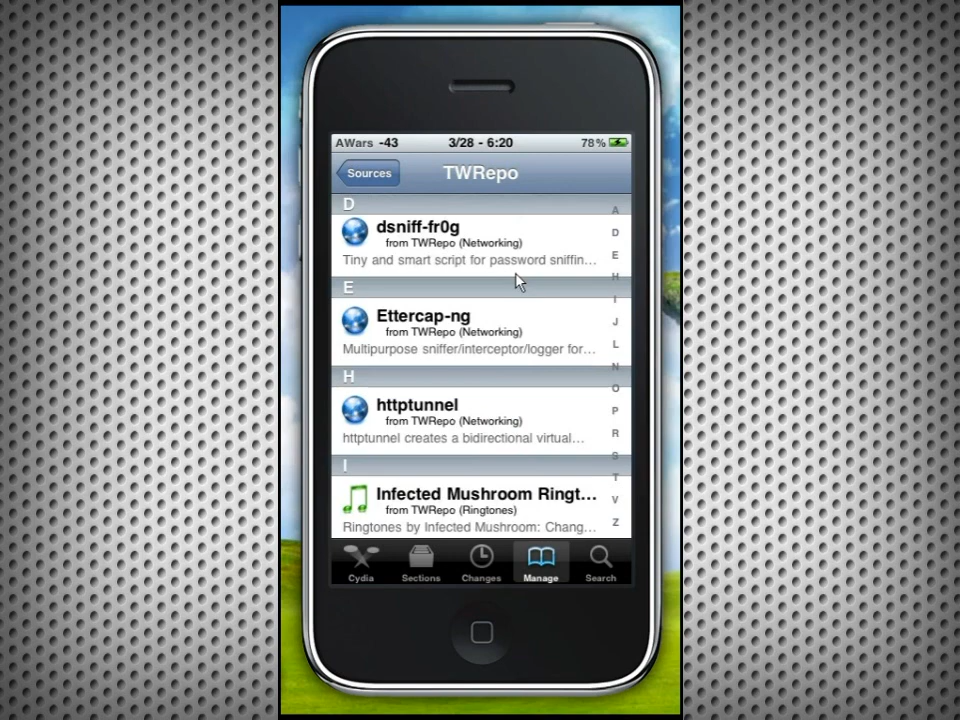 AWars -43 3/28 - 6:20 78%
Sources TWRepo
D
dsniff-fr0g
from TWRepo (Networking)
Tiny and smart script for password sniffin...
E
Ettercap-ng
from TWRepo (Networking)
Multipurpose sniffer/interceptor/logger for...
H
httptunnel
from TWRepo (Networking)
httptunnel creates a bidirectional virtual...
I
Infected Mushroom Ringt...
from TWRepo (Ringtones)
Ringtones by Infected Mushroom: Chang...
A
D
E
H
I
J
L
N
O
P
R
S
T
V
Z
Cydia Sections Changes Manage Search